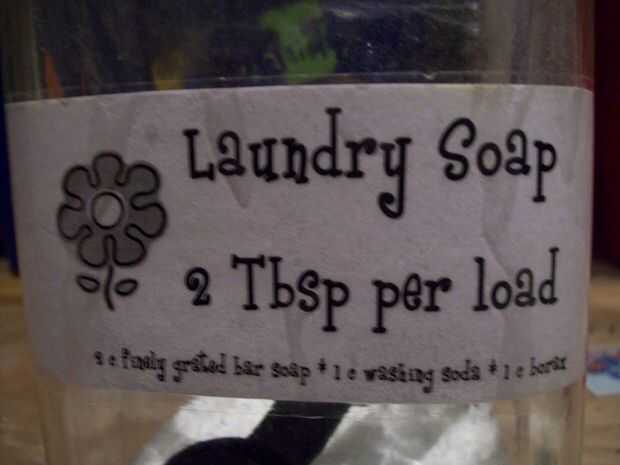 Laundry Soap
2 Tbsp per load
2 c finely grated bar soap * 1 c washing soda * 1 c borax